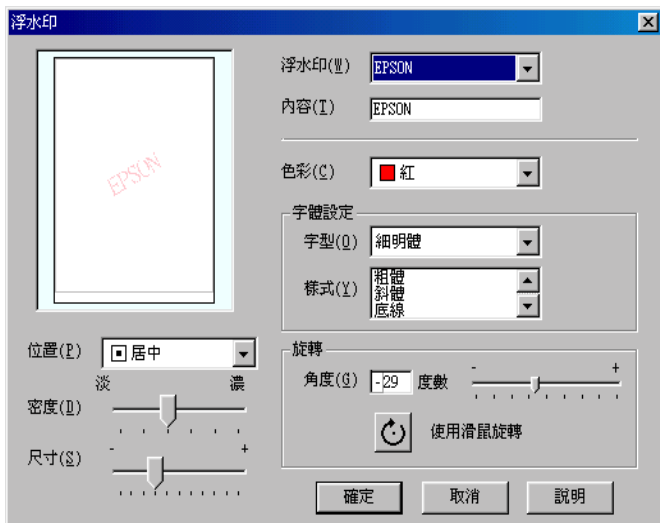 浮水印
EPSON
浮水印(W) EPSON
內容(T) EPSON
色彩(C) 紅
字體設定
字型(O) 細明體
樣式(Y) 粗體
斜體
底線
位置(P) 居中
淡 濃
密度(D)
尺寸(S) - +
旋轉
角度(G) -29 度數 - +
使用滑鼠旋轉
確定 取消 說明